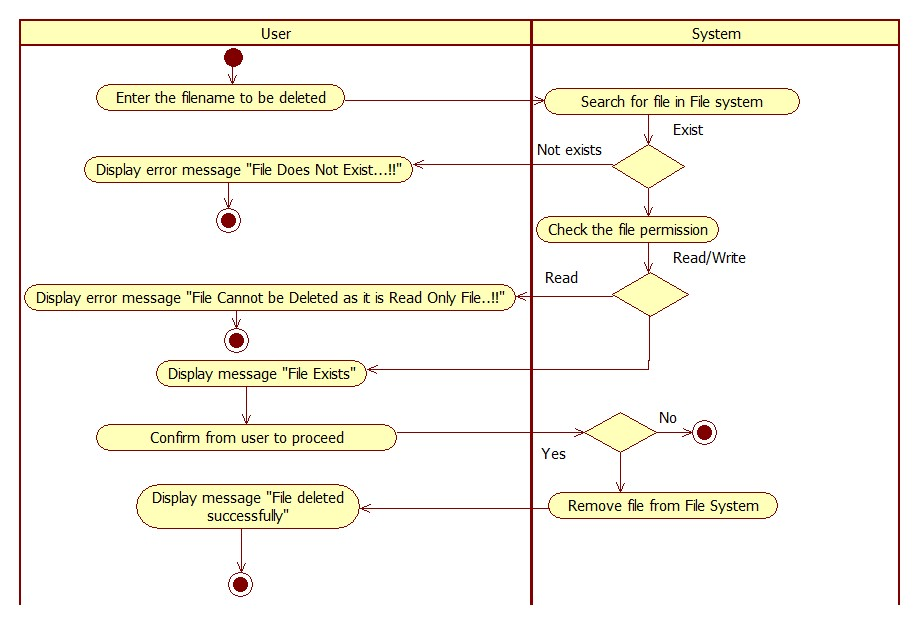 User
System
Enter the filename to be deleted
Search for file in File system
Exist
Not exists
Display error message "File Does Not Exist...!!"
Check the file permission
Read/Write
Read
Display error message "File Cannot be Deleted as it is Read Only File..!!"
Display message "File Exists"
No
Confirm from user to proceed
Yes
Display message "File deleted
successfully"
Remove file from File System